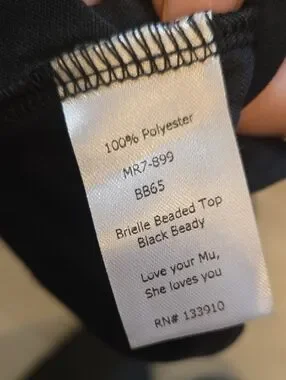 100% Polyester
MR7-899
BB65
Brielle Beaded Top
Black Beady
Love your Mu,
She loves you
RN# 133910